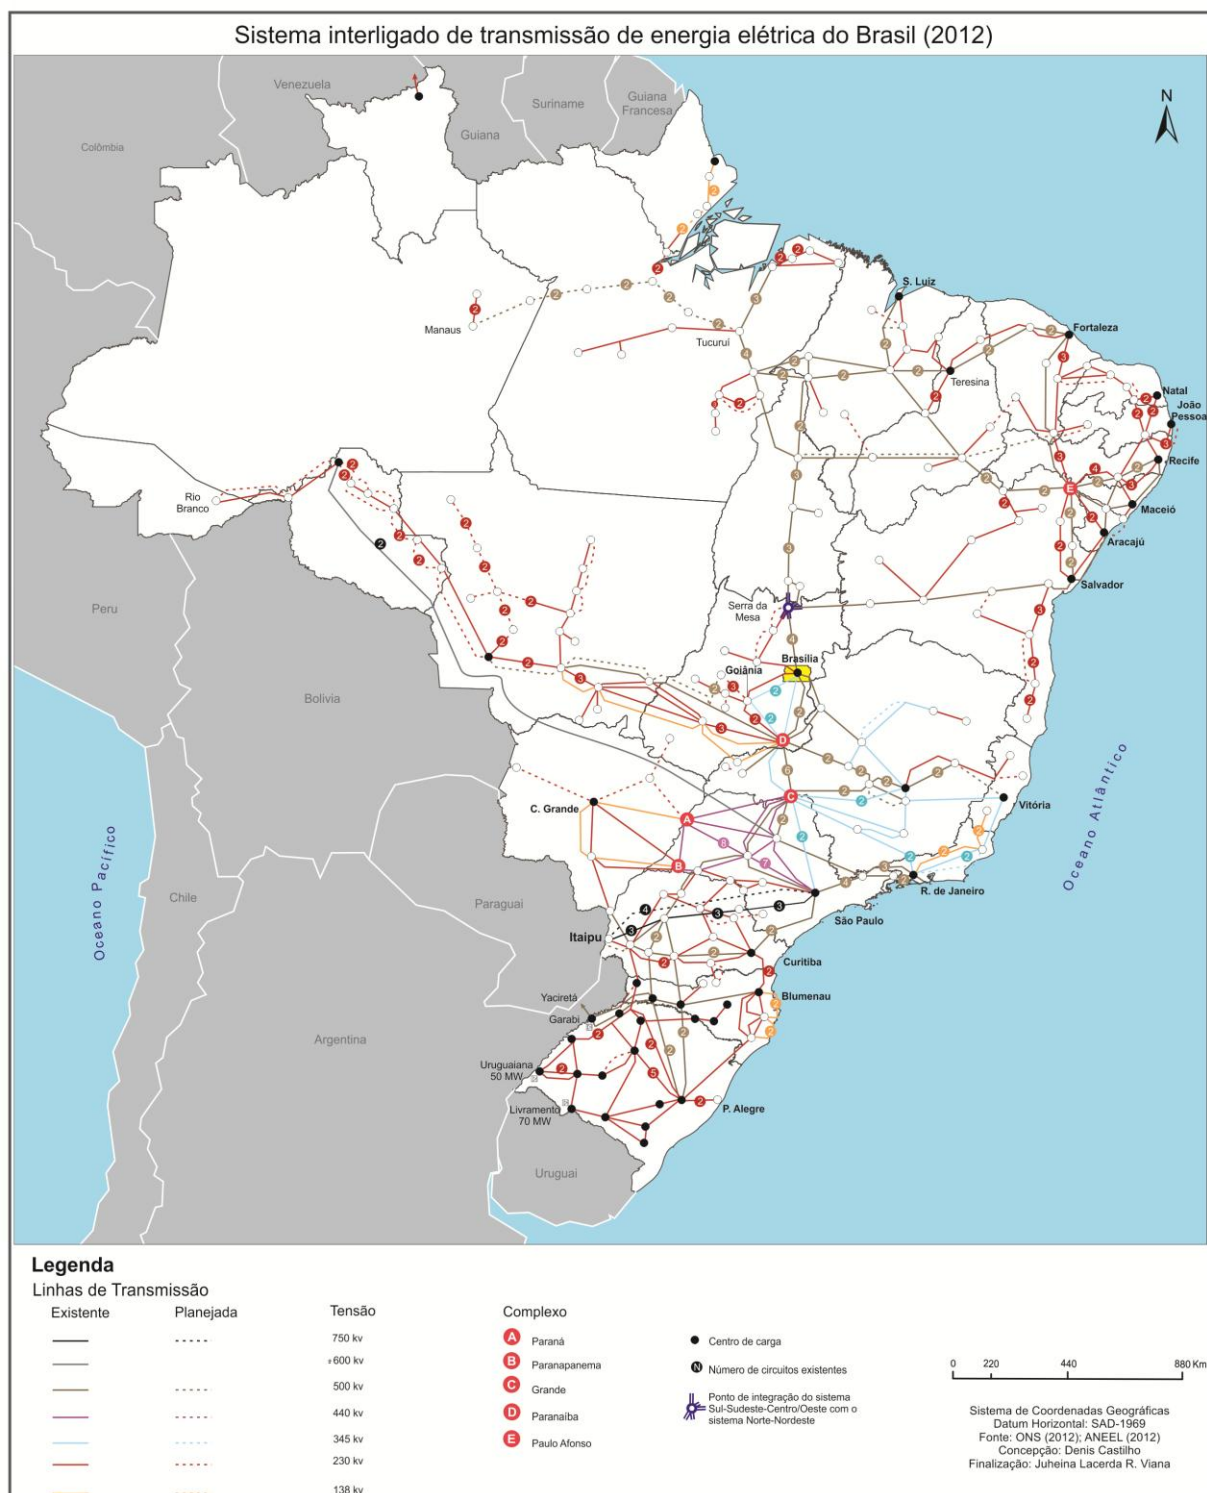 Sistema interligado de transmissão de energia elétrica do Brasil (2012)
Venezuela
Suriname
Guiana
Francesa
Guiana
Colômbia
N
Manaus
Tucuruí
S. Luiz
Fortaleza
Teresina
Natal
João
Pessoa
Recife
Maceió
Aracajú
Salvador
Rio
Branco
Peru
Bolívia
Serra da
Mesa
Brasília
Goiânia
C. Grande
Vitória
R. de Janeiro
São Paulo
Itaipu
Curitiba
Blumenau
Yaciretá
Garabi
Uruguaiana
50 MW
Livramento
70 MW
P. Alegre
Paraguai
Chile
Argentina
Uruguai
Oceano Pacífico
Oceano Atlântico
A
B
C
D
E
Legenda
Linhas de Transmissão
Existente Planejada Tensão
750 kv
600 kv
500 kv
440 kv
345 kv
230 kv
138 kv
Complexo
A Paraná
B Paranapanema
C Grande
D Paranaíba
E Paulo Afonso
Centro de carga
N Número de circuitos existentes
Ponto de integração do sistema
Sul-Sudeste-Centro/Oeste com o
sistema Norte-Nordeste
0 220 440 880 Km
Sistema de Coordenadas Geográficas
Datum Horizontal: SAD-1969
Fonte: ONS (2012); ANEEL (2012)
Concepção: Denis Castilho
Finalização: Juheina Lacerda R. Viana